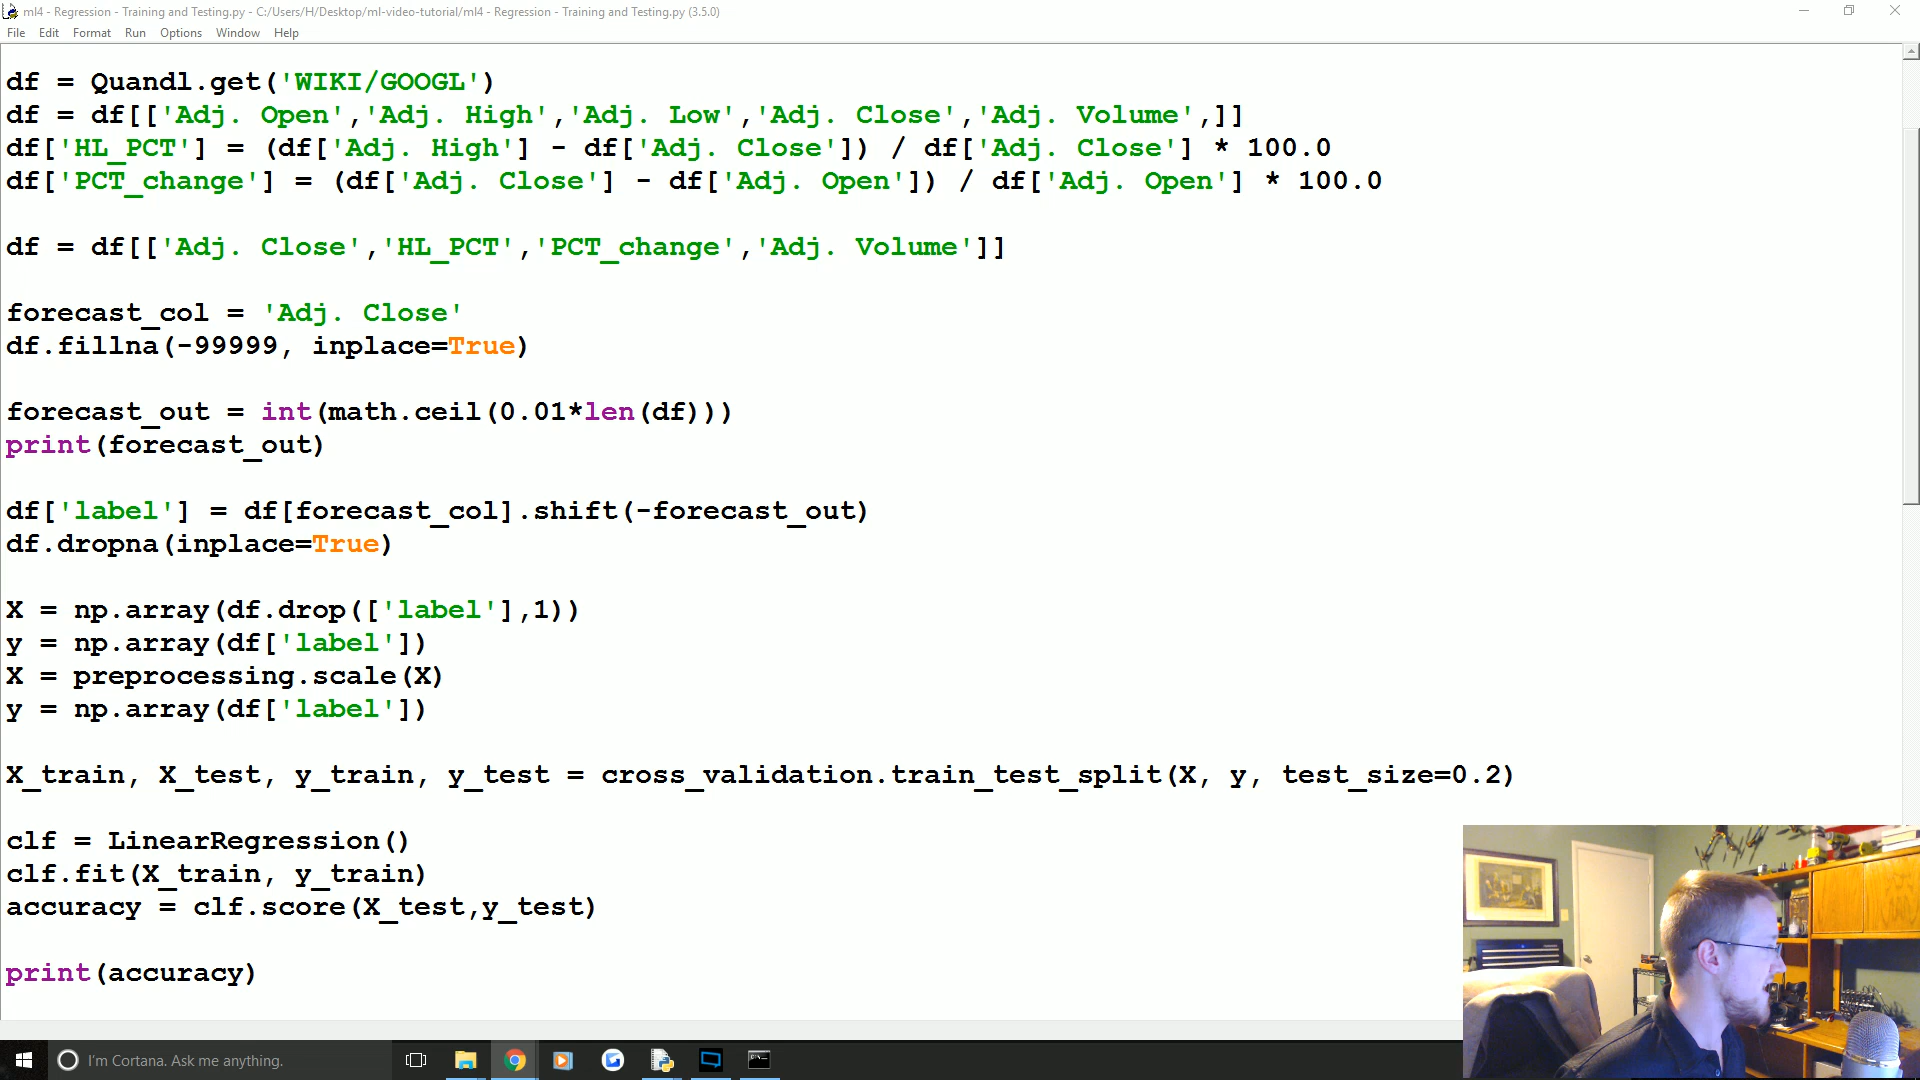 ml4 - Regression - Training and Testing.py - C:/Users/H/Desktop/ml-video-tutorial/ml4 - Regression - Training and Testing.py (3.5.0)
File Edit Format Run Options Window Help
df = Quandl.get('WIKI/GOOGL')
df = df[['Adj. Open','Adj. High','Adj. Low','Adj. Close','Adj. Volume',]]
df['HL_PCT'] = (df['Adj. High'] - df['Adj. Close']) / df['Adj. Close'] * 100.0
df['PCT_change'] = (df['Adj. Close'] - df['Adj. Open']) / df['Adj. Open'] * 100.0
df = df[['Adj. Close','HL_PCT','PCT_change','Adj. Volume']]
forecast_col = 'Adj. Close'
df.fillna(-99999, inplace=True)
forecast_out = int(math.ceil(0.01*len(df)))
print(forecast_out)
df['label'] = df[forecast_col].shift(-forecast_out)
df.dropna(inplace=True)
X = np.array(df.drop(['label'],1))
y = np.array(df['label'])
X = preprocessing.scale(X)
y = np.array(df['label'])
X_train, X_test, y_train, y_test = cross_validation.train_test_split(X, y, test_size=0.2)
clf = LinearRegression()
clf.fit(X_train, y_train)
accuracy = clf.score(X_test,y_test)
print(accuracy)
I'm Cortana. Ask me anything.